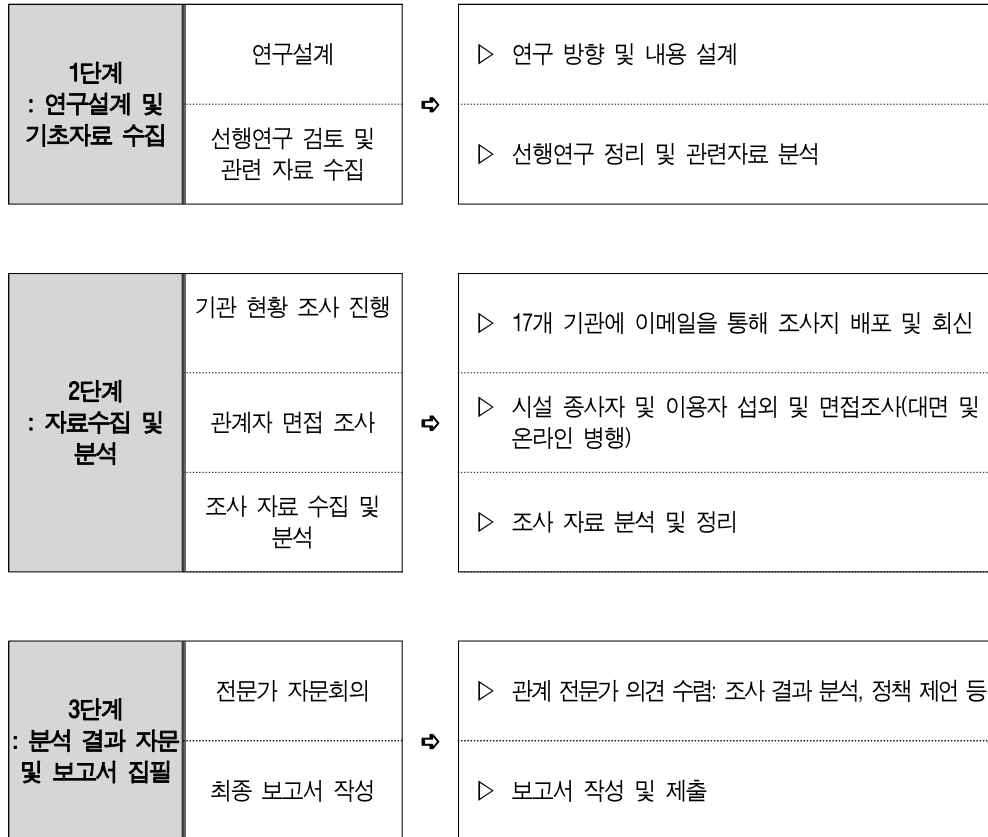 1단계
: 연구설계 및
기초자료 수집
연구설계
➪
▷ 연구 방향 및 내용 설계
선행연구 검토 및
관련 자료 수집
▷ 선행연구 정리 및 관련자료 분석
2단계
: 자료수집 및
분석
기관 현황 조사 진행
➪
▷ 17개 기관에 이메일을 통해 조사지 배포 및 회신
관계자 면접 조사
▷ 시설 종사자 및 이용자 섭외 및 면접조사(대면 및
온라인 병행)
조사 자료 수집 및
분석
▷ 조사 자료 분석 및 정리
3단계
: 분석 결과 자문
및 보고서 집필
전문가 자문회의
➪
▷ 관계 전문가 의견 수렴: 조사 결과 분석, 정책 제언 등
최종 보고서 작성
▷ 보고서 작성 및 제출